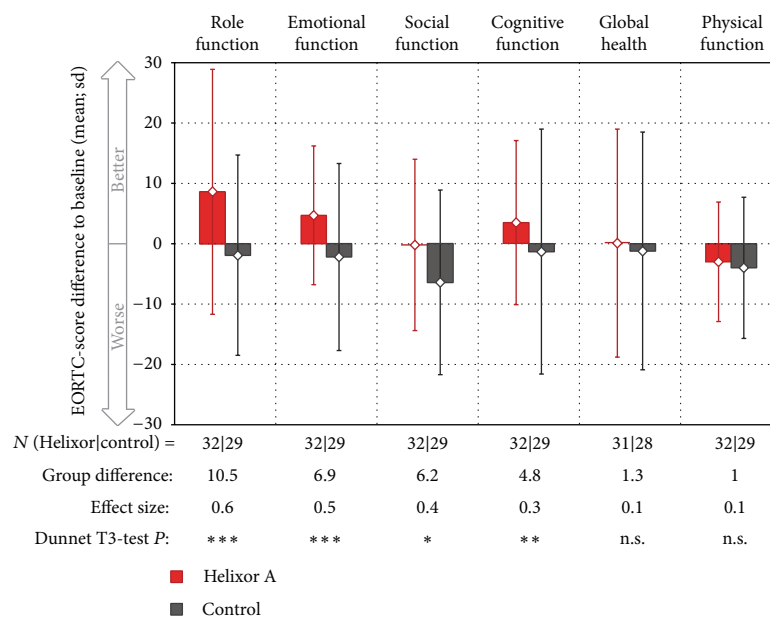 Role function
Emotional function
Social function
Cognitive function
Global health
Physical function
EORTC-score difference to baseline (mean; sd)
Better
Worse
30
20
10
0
−10
−20
−30
N (Helixor|control) = 32|29 32|29 32|29 32|29 31|28 32|29
Group difference: 10.5 6.9 6.2 4.8 1.3 1
Effect size: 0.6 0.5 0.4 0.3 0.1 0.1
Dunnet T3-test P: *** *** * ** n.s. n.s.
Helixor A
Control